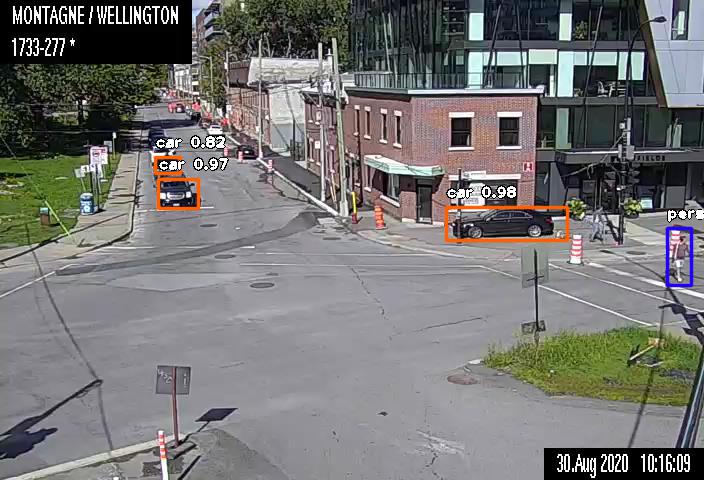 MONTAGNE / WELLINGTON
1733-277 *
car 0.82
car 0.97
car 0.98
pers
30.Aug 2020 10:16:09